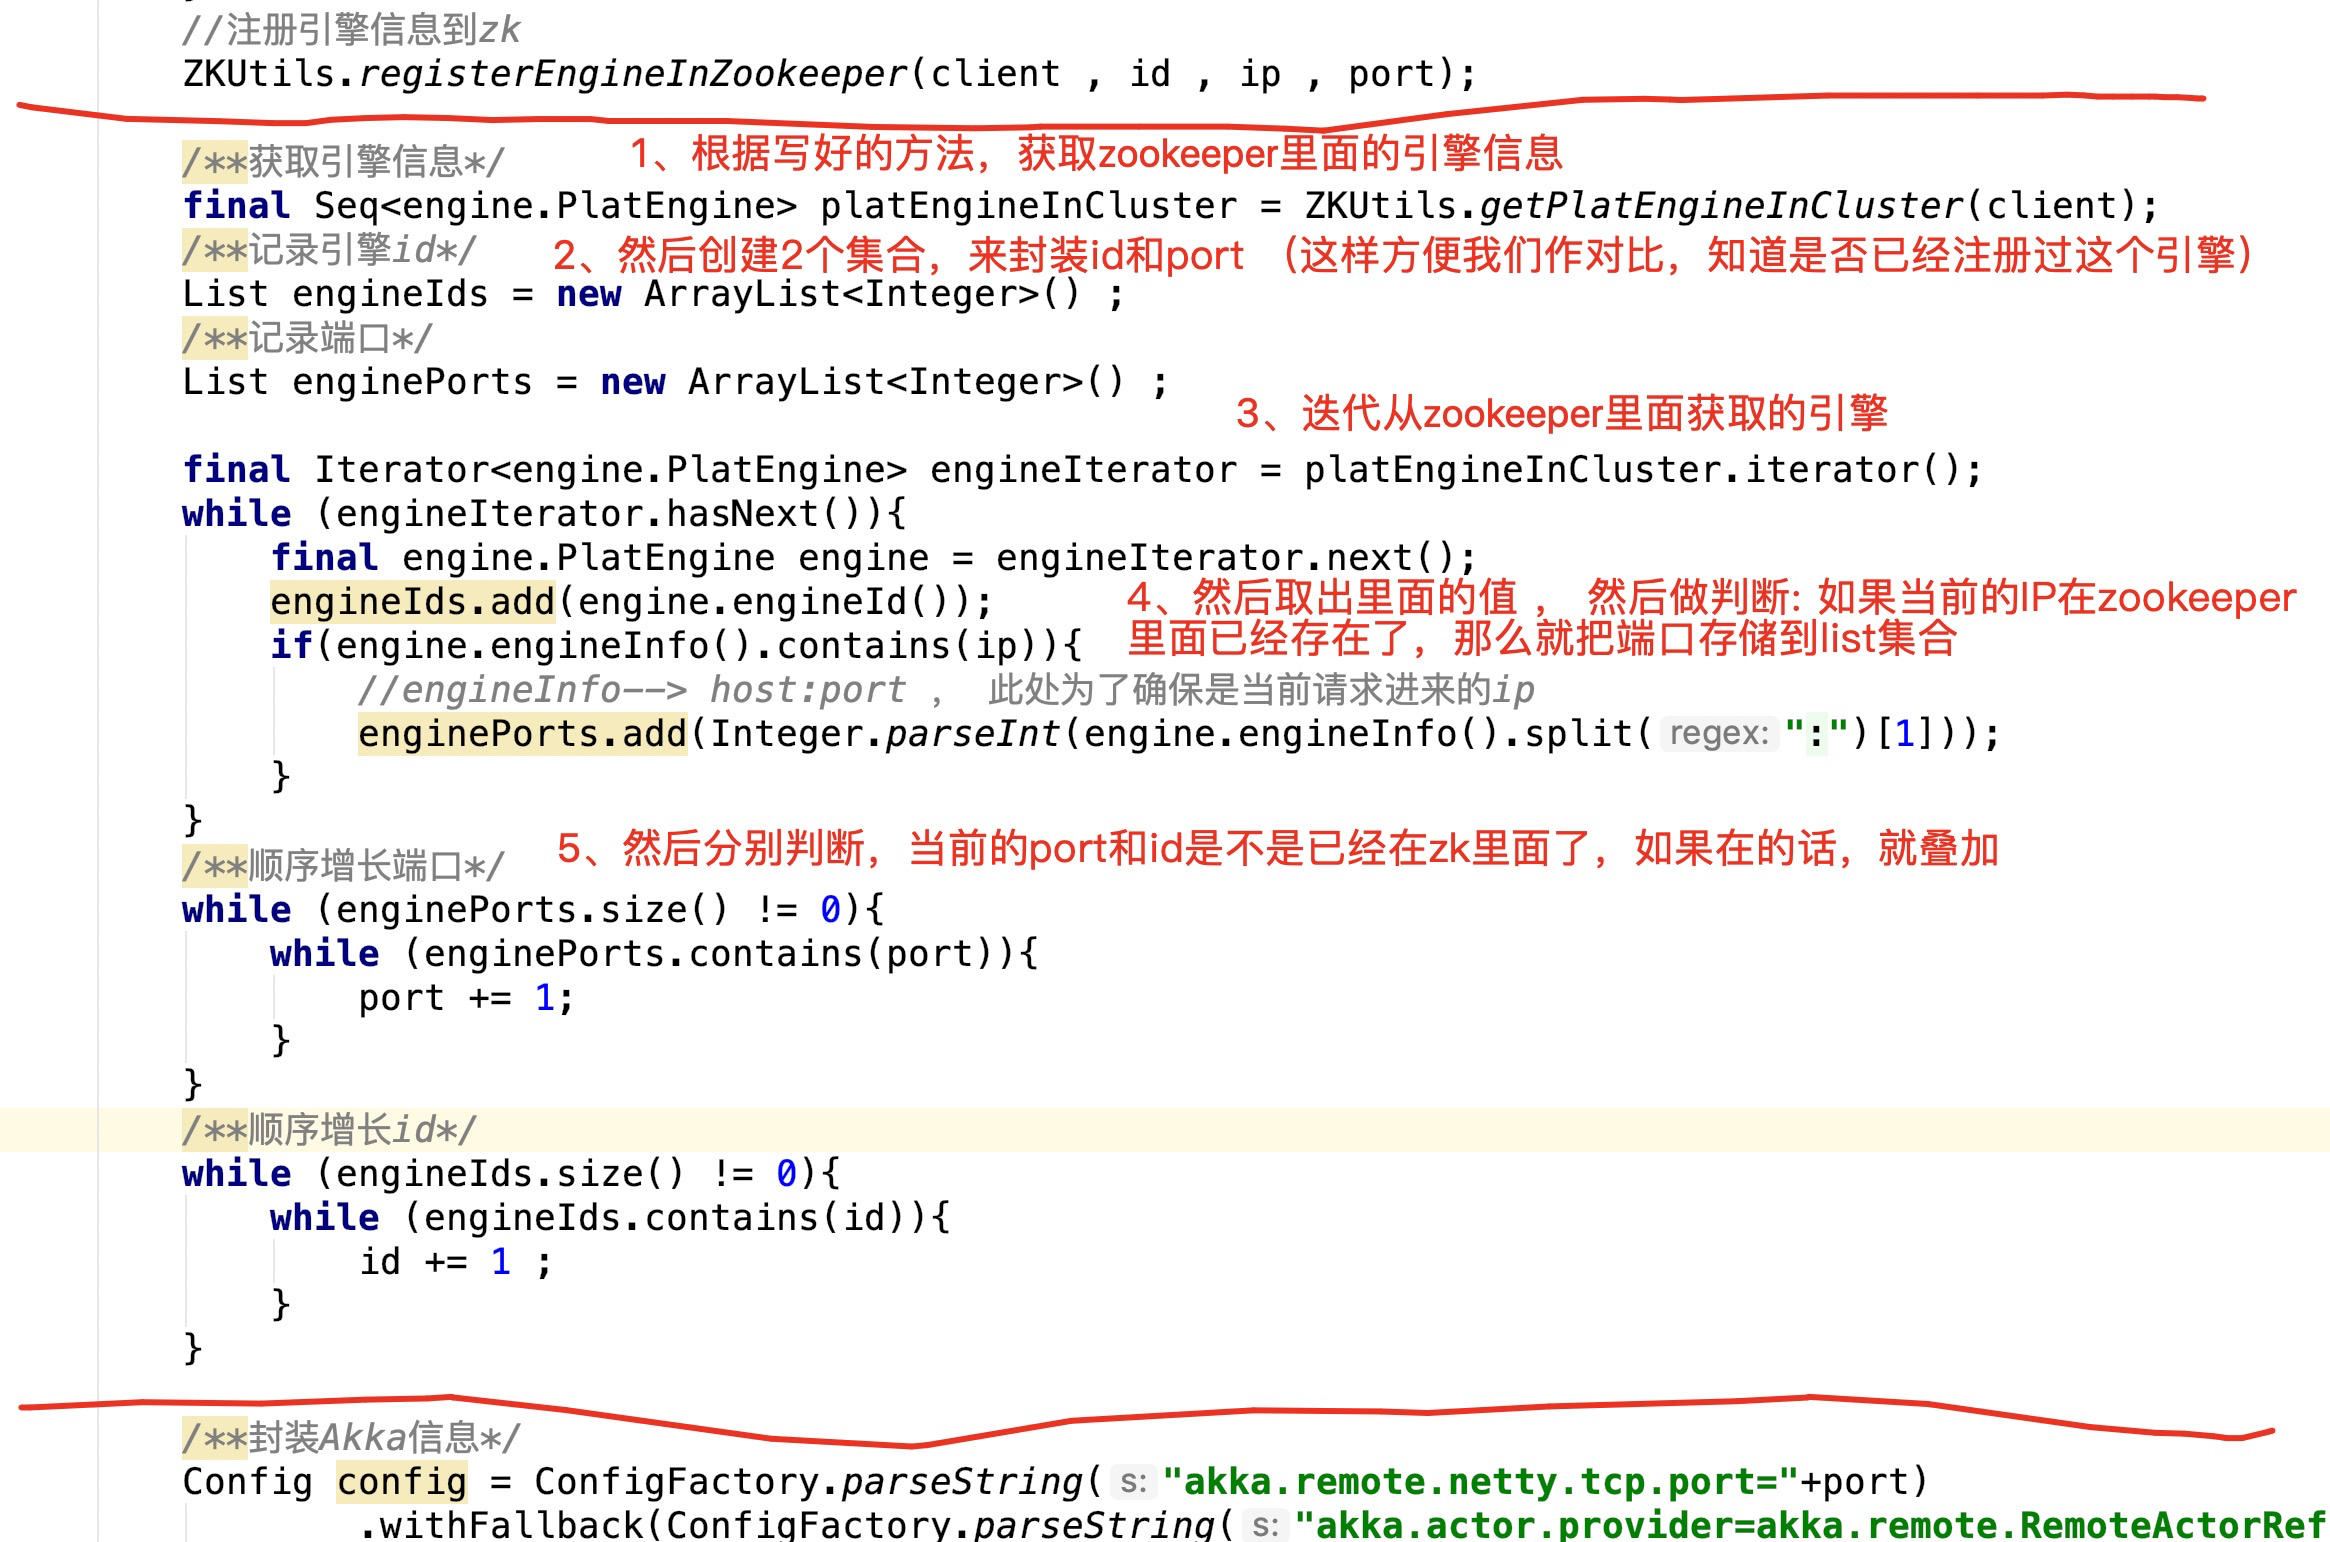 //注册引擎信息到zk
ZKUtils.registerEngineInZookeeper(client , id , ip , port);
/**获取引擎信息*/ 1、根据写好的方法，获取zookeeper里面的引擎信息
final Seq<engine.PlatEngine> platEngineInCluster = ZKUtils.getPlatEngineInCluster(client);
/**记录引擎id*/ 2、然后创建2个集合，来封装id和port （这样方便我们作对比，知道是否已经注册过这个引擎）
List engineIds = new ArrayList<Integer>() ;
/**记录端口*/
List enginePorts = new ArrayList<Integer>() ;
3、迭代从zookeeper里面获取的引擎
final Iterator<engine.PlatEngine> engineIterator = platEngineInCluster.iterator();
while (engineIterator.hasNext()){
final engine.PlatEngine engine = engineIterator.next();
engineIds.add(engine.engineId()); 4、然后取出里面的值 ， 然后做判断: 如果当前的IP在zookeeper
if(engine.engineInfo().contains(ip)){ 里面已经存在了，那么就把端口存储到list集合
//engineInfo--> host:port ， 此处为了确保是当前请求进来的ip
enginePorts.add(Integer.parseInt(engine.engineInfo().split( regex: ":")[1]));
}
}
/**顺序增长端口*/ 5、然后分别判断，当前的port和id是不是已经在zk里面了，如果在的话，就叠加
while (enginePorts.size() != 0){
while (enginePorts.contains(port)){
port += 1;
}
}
/**顺序增长id*/
while (engineIds.size() != 0){
while (engineIds.contains(id)){
id += 1 ;
}
}
/**封装Akka信息*/
Config config = ConfigFactory.parseString( s: "akka.remote.netty.tcp.port="+port)
.withFallback(ConfigFactory.parseString( s: "akka.actor.provider=akka.remote.RemoteActorRef